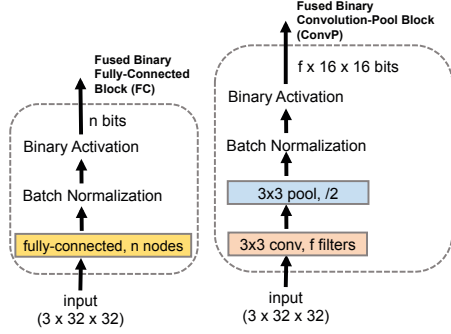 Fused Binary
Fully-Connected
Block (FC)
n bits
Binary Activation
Batch Normalization
fully-connected, n nodes
input
(3 x 32 x 32)
Fused Binary
Convolution-Pool Block
(ConvP)
f x 16 x 16 bits
Binary Activation
Batch Normalization
3x3 pool, /2
3x3 conv, f filters
input
(3 x 32 x 32)